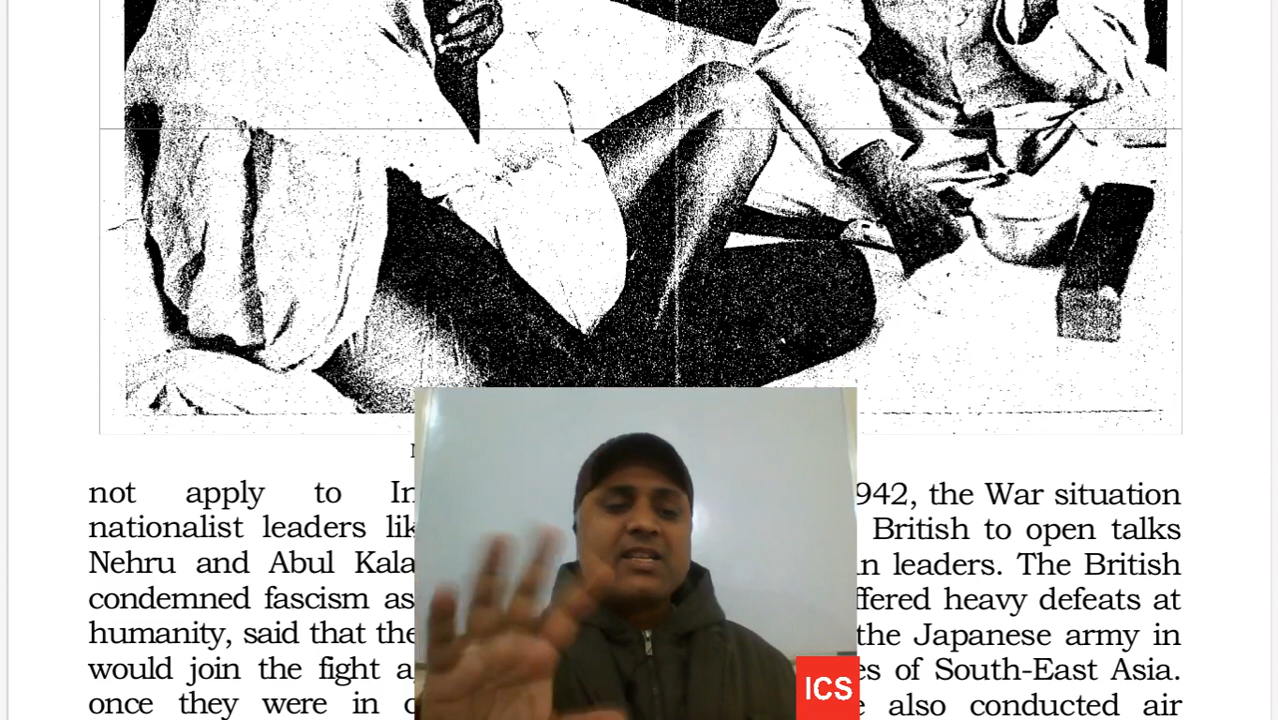 not apply to In
nationalist leaders lik
Nehru and Abul Kala
condemned fascism as
humanity, said that the
would join the fight a
once they were in
942, the War situation
British to open talks
n leaders. The British
ffered heavy defeats at
the Japanese army in
es of South-East Asia.
also conducted air
ICS